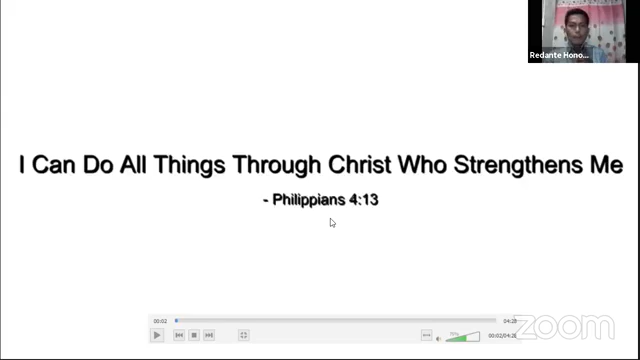 Redante Hono...
I Can Do All Things Through Christ Who Strengthens Me
- Philippians 4:13
00:02
04:28
70%
00:02/04:28
zoom